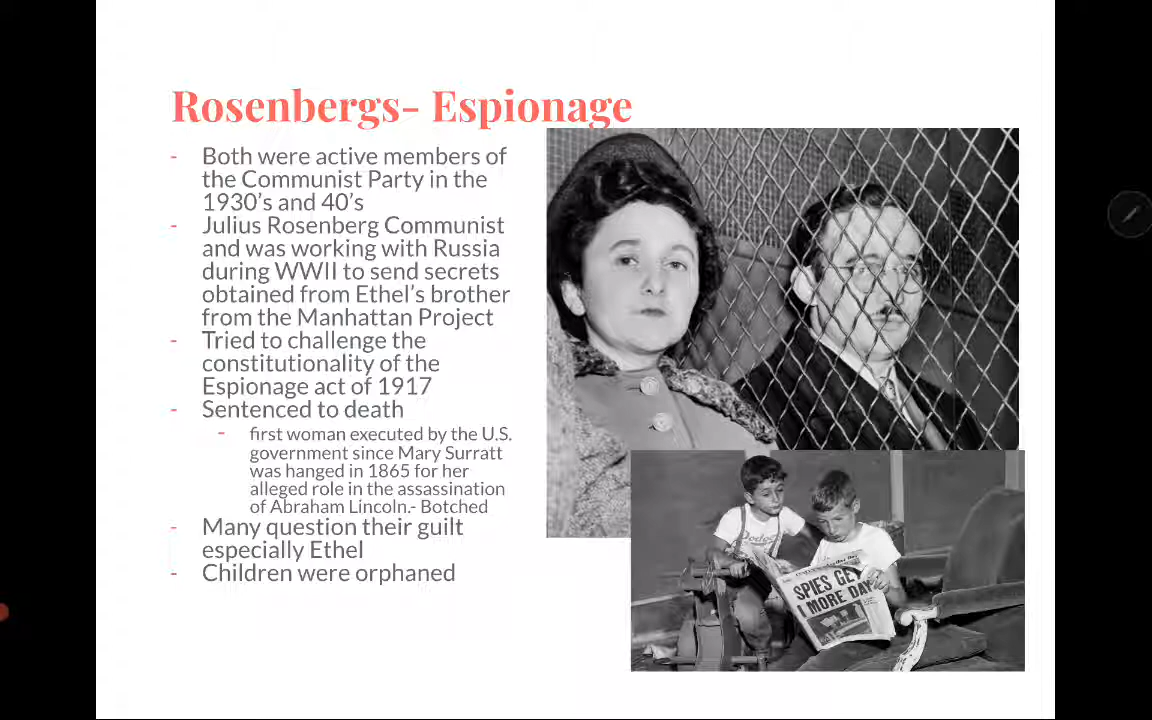 Rosenbergs- Espionage
- Both were active members of
the Communist Party in the
1930's and 40's
- Julius Rosenberg Communist
and was working with Russia
during WWII to send secrets
obtained from Ethel's brother
from the Manhattan Project
- Tried to challenge the
constitutionality of the
Espionage act of 1917
- Sentenced to death
- first woman executed by the U.S.
government since Mary Surratt
was hanged in 1865 for her
alleged role in the assassination
of Abraham Lincoln.- Botched
- Many question their guilt
especially Ethel
- Children were orphaned
SPIES GET
1 MORE DAY